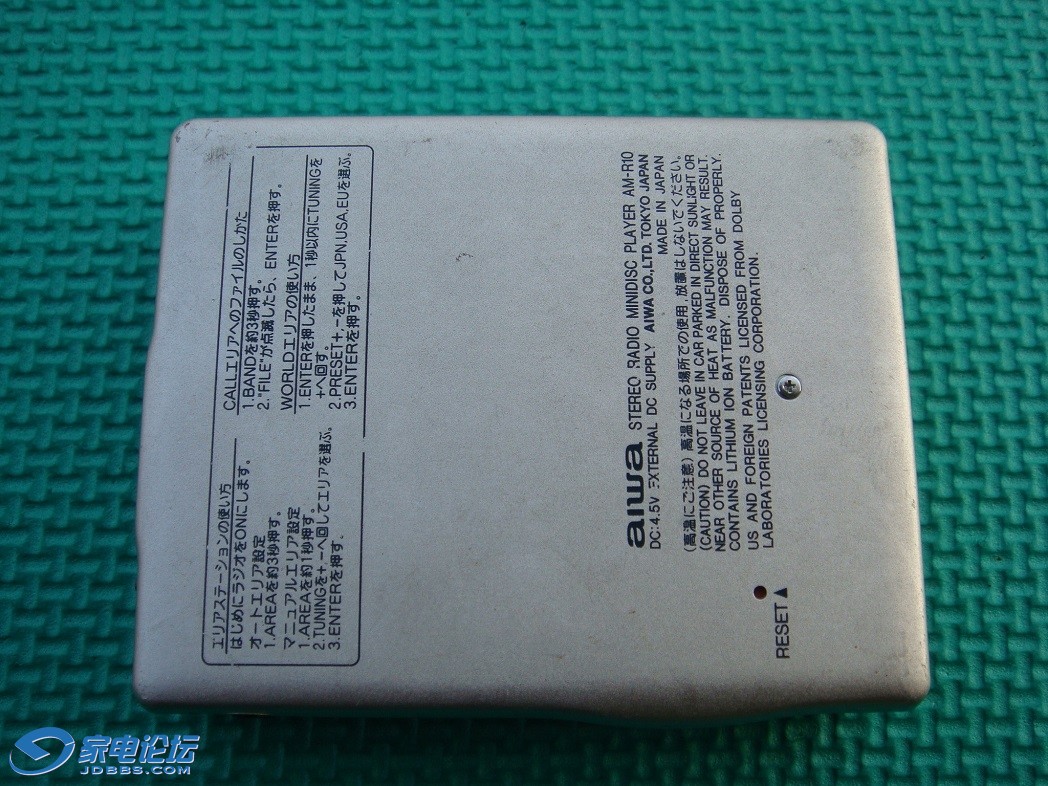 エリアステーションの使い方
はじめにラジオをONにします。
オートエリア設定
1.AREAを約3秒押す。
マニュアルエリア設定
1.AREAを約1秒押す。
2.TUNINGを+,−へ回してエリアを選ぶ。
3.ENTERを押す。
CALLエリアへのファイルのしかた
1.BANDを約3秒押す。
2."FILE"が点滅したら、ENTERを押す。
WORLDエリアの使い方
1.ENTERを押したまま、1秒以内にTUNINGを
+へ回す。
2.PRESET+,−を押してJPN,USA,EUを選ぶ。
3.ENTERを押す。
aiwa STEREO RADIO MINIDISC PLAYER AM-R10
DC:4.5V EXTERNAL DC SUPPLY AIWA CO.,LTD. TOKYO JAPAN
MADE IN JAPAN
(高温にご注意) 高温になる場所での使用,放置はしないでください。
(CAUTION) DO NOT LEAVE IN CAR PARKED IN DIRECT SUNLIGHT OR
NEAR OTHER SOURCE OF HEAT AS MALFUNCTION MAY RESULT.
CONTAINS LITHIUM ION BATTERY. DISPOSE OF PROPERLY.
US AND FOREIGN PATENTS LICENSED FROM DOLBY
LABORATORIES LICENSING CORPORATION.
RESET▲
家电论坛
JDBBS.COM